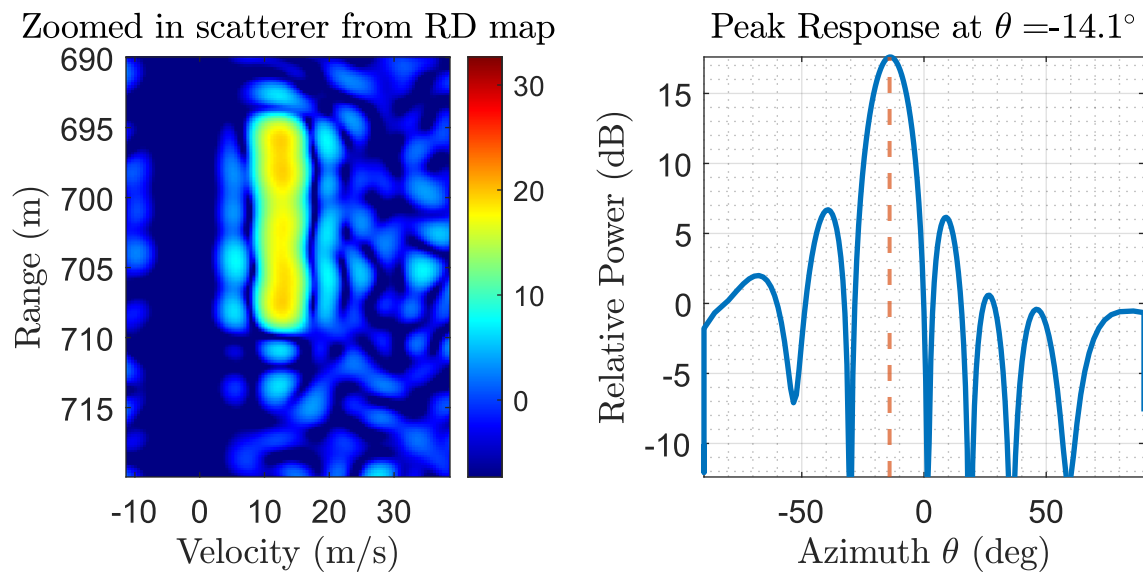 Zoomed in scatterer from RD map
690
695
700
705
710
715
Range (m)
-10 0 10 20 30
Velocity (m/s)
30
20
10
0
Peak Response at θ =-14.1°
15
10
5
0
-5
-10
Relative Power (dB)
-50 0 50
Azimuth θ (deg)